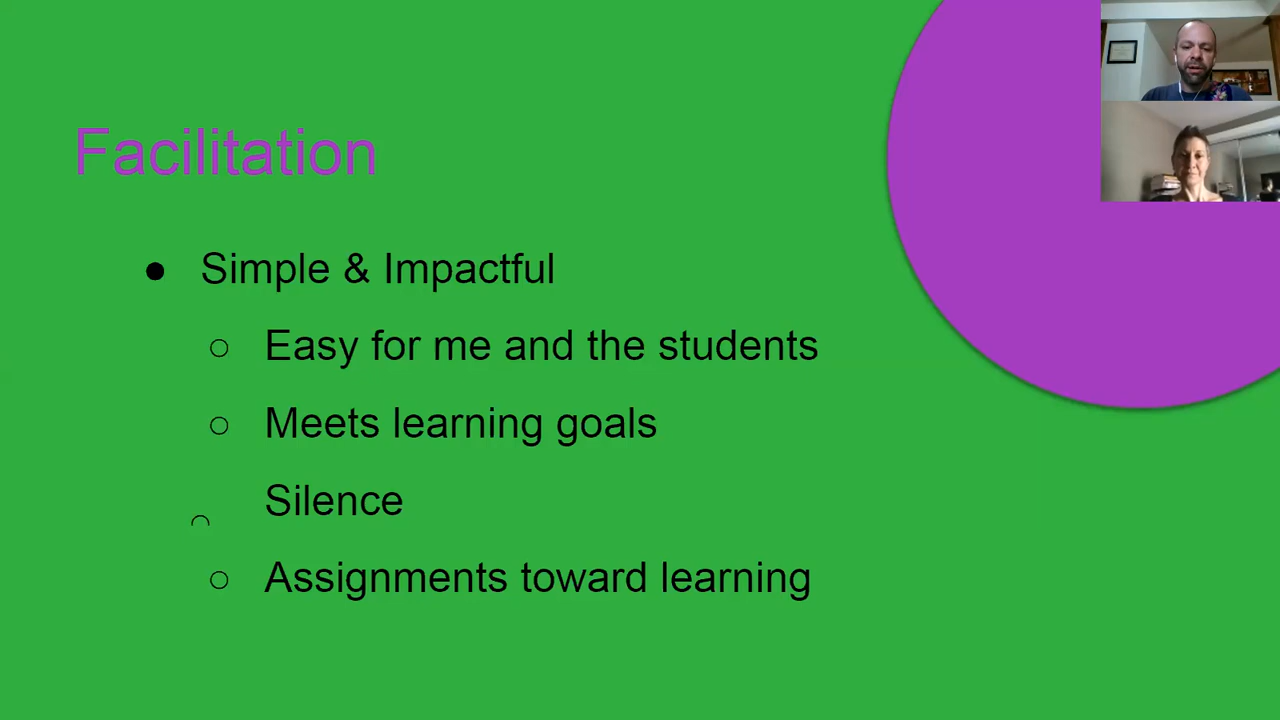 Facilitation
● Simple & Impactful
○ Easy for me and the students
○ Meets learning goals
Silence
○ Assignments toward learning